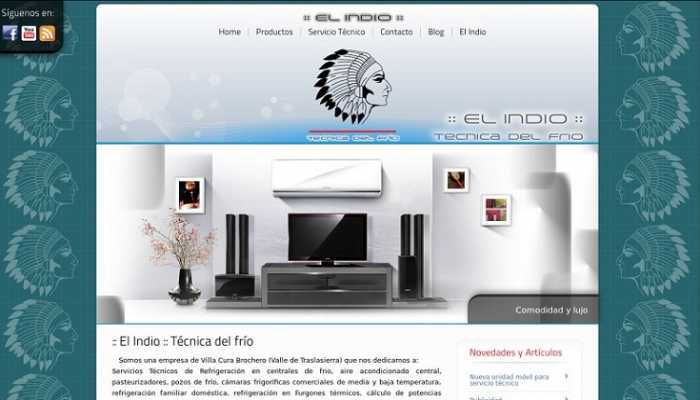 Síguenos en:
:: EL INDIO ::
Home
Productos
Servicio Técnico
Contacto
Blog
El Indio
TECNICA DEL FRIO
:: EL INDIO ::
TECNICA DEL FRIO
Comodidad y lujo
:: El Indio :: Técnica del frío
Somos una empresa de Villa Cura Brochero (Valle de Traslasierra) que nos dedicamos a:
Servicios Técnicos de Refrigeración en centrales de frio, aire acondicionado central,
pasteurizadores, pozos de frío, cámaras frigoríficas comerciales de media y baja temperatura,
refrigeración familiar doméstica, refrigeración en Furgones térmicos, cálculo de potencias
Novedades y Artículos
Nueva unidad móvil para
servicio técnico
Publicidad